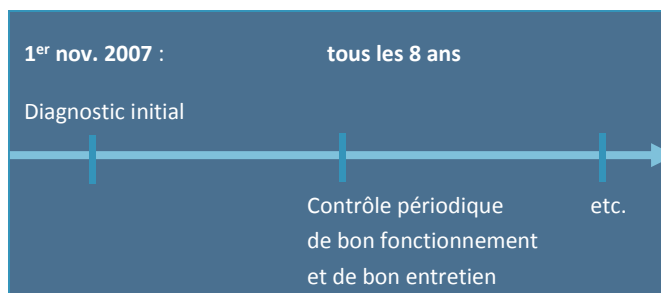 1er nov. 2007 :
tous les 8 ans
Diagnostic initial
Contrôle périodique
de bon fonctionnement
et de bon entretien
etc.